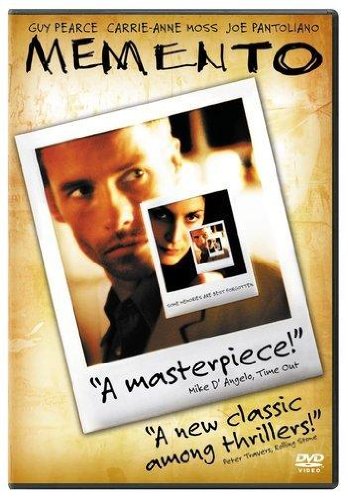 GUY PEARCE CARRIE-ANNE MOSS JOE PANTOLIANO
MEMENTO
SOME MEMORIES ARE BEST FORGOTTEN
"A masterpiece!"
Mike D' Angelo, Time Out
"A new classic
among thrillers!"
Peter Travers, Rolling Stone
DVD
VIDEO